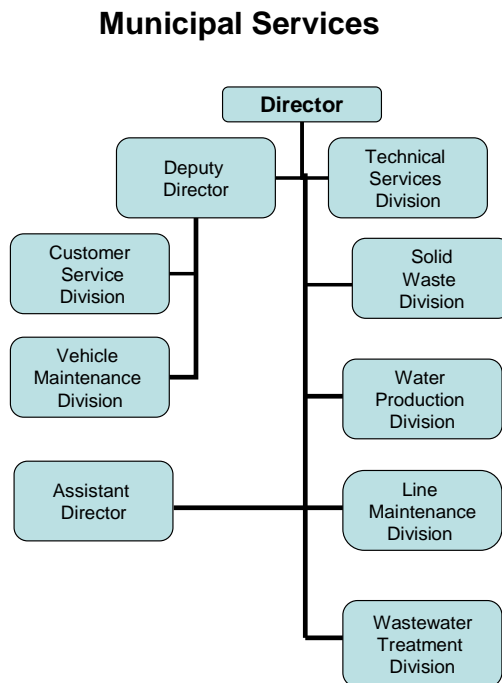 Municipal Services
Director
Deputy
Director
Technical
Services
Division
Customer
Service
Division
Solid
Waste
Division
Vehicle
Maintenance
Division
Water
Production
Division
Assistant
Director
Line
Maintenance
Division
Wastewater
Treatment
Division